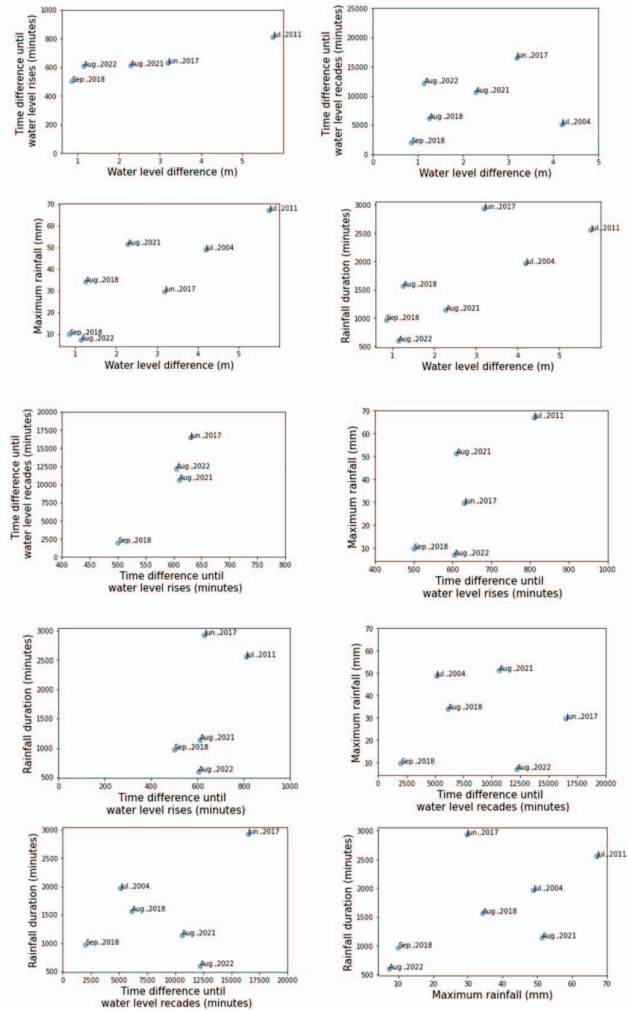 1000
800
600
400
200
0
Time difference until
water level rises (minutes)
Jul.,2011
Aug.,2022
Aug.,2021
Jun.,2017
Sep.,2018
1
2
3
4
5
Water level difference (m)
25000
20000
15000
10000
5000
0
Time difference until
water level recades (minutes)
Jun.,2017
Aug.,2022
Aug.,2021
Aug.,2018
Jul.,2004
Sep.,2018
0
1
2
3
4
5
Water level difference (m)
70
60
50
40
30
20
10
Maximum rainfall (mm)
Jul.,2011
Aug.,2021
Jul.,2004
Aug.,2018
Jun.,2017
Sep.,2018
Aug.,2022
1
2
3
4
5
Water level difference (m)
3000
2500
2000
1500
1000
500
Rainfall duration (minutes)
Jun.,2017
Jul.,2011
Jul.,2004
Aug.,2018
Aug.,2021
Sep.,2018
Aug.,2022
1
2
3
4
5
Water level difference (m)
20000
17500
15000
12500
10000
7500
5000
2500
0
Time difference until
water level recades (minutes)
Jun.,2017
Aug.,2022
Aug.,2021
Sep.,2018
400
500
600
700
800
Time difference until
water level rises (minutes)
70
60
50
40
30
20
10
Maximum rainfall (mm)
Jul.,2011
Aug.,2021
Jun.,2017
Sep.,2018
Aug.,2022
400
500
600
700
800
900
1000
Time difference until
water level rises (minutes)
3000
2500
2000
1500
1000
500
Rainfall duration (minutes)
Jun.,2017
Jul.,2011
Aug.,2021
Sep.,2018
Aug.,2022
0
200
400
600
800
1000
Time difference until
water level rises (minutes)
70
60
50
40
30
20
10
Maximum rainfall (mm)
Jul.,2004
Aug.,2021
Aug.,2018
Jun.,2017
Sep.,2018
Aug.,2022
0
2500
5000
7500
10000
12500
15000
17500
20000
Time difference until
water level recades (minutes)
3000
2500
2000
1500
1000
500
Rainfall duration (minutes)
Jun.,2017
Jul.,2004
Aug.,2018
Aug.,2021
Sep.,2018
Aug.,2022
0
2500
5000
7500
10000
12500
15000
17500
20000
Time difference until
water level recades (minutes)
3000
2500
2000
1500
1000
500
Rainfall duration (minutes)
Jun.,2017
Jul.,2011
Jul.,2004
Aug.,2018
Aug.,2021
Sep.,2018
Aug.,2022
10
20
30
40
50
60
70
Maximum rainfall (mm)